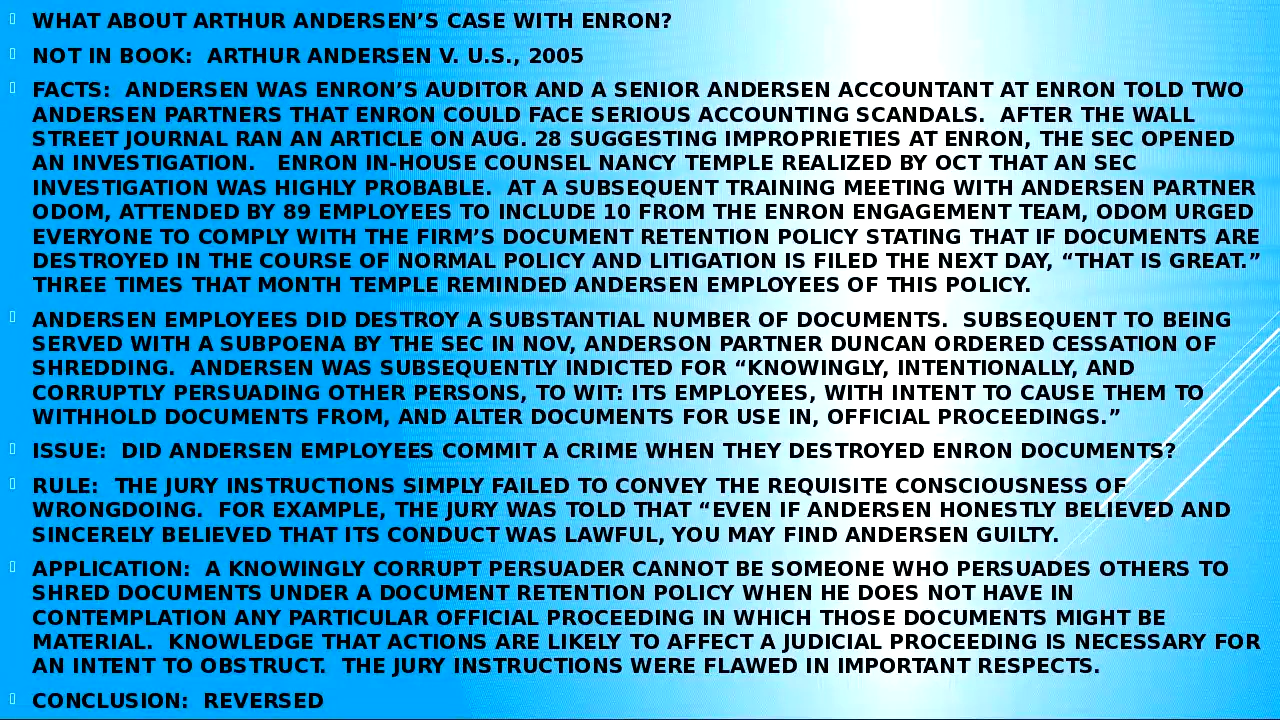 WHAT ABOUT ARTHUR ANDERSEN’S CASE WITH ENRON?
NOT IN BOOK:  ARTHUR ANDERSEN V. U.S., 2005
FACTS:  ANDERSEN WAS ENRON’S AUDITOR AND A SENIOR ANDERSEN ACCOUNTANT AT ENRON TOLD TWO
ANDERSEN PARTNERS THAT ENRON COULD FACE SERIOUS ACCOUNTING SCANDALS.  AFTER THE WALL
STREET JOURNAL RAN AN ARTICLE ON AUG. 28 SUGGESTING IMPROPRIETIES AT ENRON, THE SEC OPENED
AN INVESTIGATION.   ENRON IN-HOUSE COUNSEL NANCY TEMPLE REALIZED BY OCT THAT AN SEC
INVESTIGATION WAS HIGHLY PROBABLE.  AT A SUBSEQUENT TRAINING MEETING WITH ANDERSEN PARTNER
ODOM, ATTENDED BY 89 EMPLOYEES TO INCLUDE 10 FROM THE ENRON ENGAGEMENT TEAM, ODOM URGED
EVERYONE TO COMPLY WITH THE FIRM’S DOCUMENT RETENTION POLICY STATING THAT IF DOCUMENTS ARE
DESTROYED IN THE COURSE OF NORMAL POLICY AND LITIGATION IS FILED THE NEXT DAY, “THAT IS GREAT.”
THREE TIMES THAT MONTH TEMPLE REMINDED ANDERSEN EMPLOYEES OF THIS POLICY.
ANDERSEN EMPLOYEES DID DESTROY A SUBSTANTIAL NUMBER OF DOCUMENTS.  SUBSEQUENT TO BEING
SERVED WITH A SUBPOENA BY THE SEC IN NOV, ANDERSON PARTNER DUNCAN ORDERED CESSATION OF
SHREDDING.  ANDERSEN WAS SUBSEQUENTLY INDICTED FOR “KNOWINGLY, INTENTIONALLY, AND
CORRUPTLY PERSUADING OTHER PERSONS, TO WIT: ITS EMPLOYEES, WITH INTENT TO CAUSE THEM TO
WITHHOLD DOCUMENTS FROM, AND ALTER DOCUMENTS FOR USE IN, OFFICIAL PROCEEDINGS.”
ISSUE:  DID ANDERSEN EMPLOYEES COMMIT A CRIME WHEN THEY DESTROYED ENRON DOCUMENTS?
RULE:  THE JURY INSTRUCTIONS SIMPLY FAILED TO CONVEY THE REQUISITE CONSCIOUSNESS OF
WRONGDOING.  FOR EXAMPLE, THE JURY WAS TOLD THAT “EVEN IF ANDERSEN HONESTLY BELIEVED AND
SINCERELY BELIEVED THAT ITS CONDUCT WAS LAWFUL, YOU MAY FIND ANDERSEN GUILTY.
APPLICATION:  A KNOWINGLY CORRUPT PERSUADER CANNOT BE SOMEONE WHO PERSUADES OTHERS TO
SHRED DOCUMENTS UNDER A DOCUMENT RETENTION POLICY WHEN HE DOES NOT HAVE IN
CONTEMPLATION ANY PARTICULAR OFFICIAL PROCEEDING IN WHICH THOSE DOCUMENTS MIGHT BE
MATERIAL.  KNOWLEDGE THAT ACTIONS ARE LIKELY TO AFFECT A JUDICIAL PROCEEDING IS NECESSARY FOR
AN INTENT TO OBSTRUCT.  THE JURY INSTRUCTIONS WERE FLAWED IN IMPORTANT RESPECTS.
CONCLUSION:  REVERSED